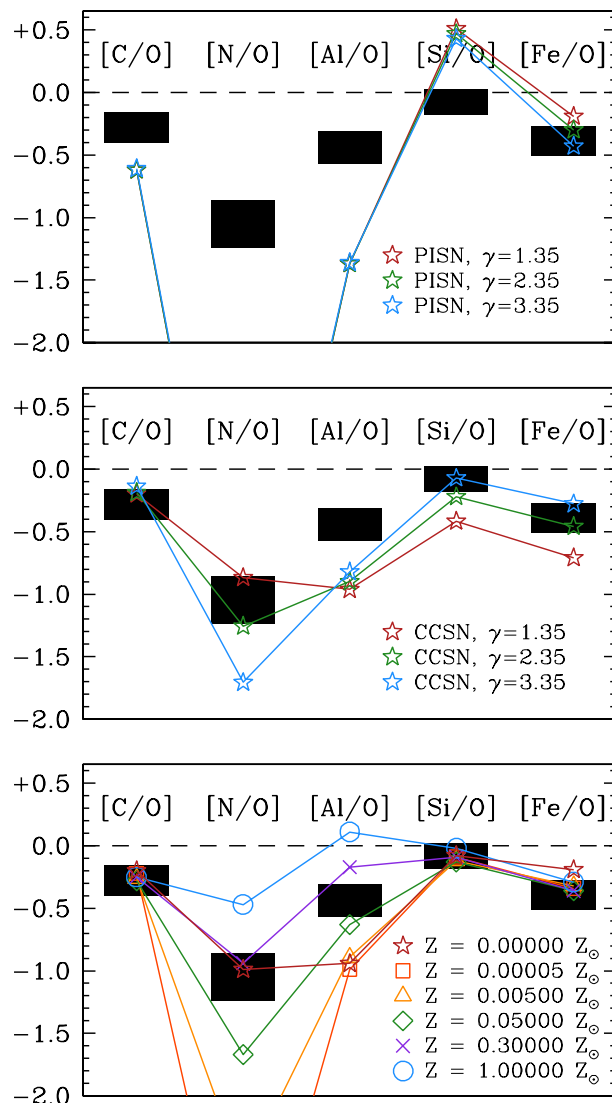 +0.5
[C/O] [N/O] [Al/O] [Si/O] [Fe/O]
0.0
-0.5
-1.0
PISN, γ=1.35
-1.5
PISN, γ=2.35
PISN, γ=3.35
-2.0
+0.5
[C/O] [N/O] [Al/O] [Si/O] [Fe/O]
0.0
-0.5
-1.0
CCSN, γ=1.35
-1.5
CCSN, γ=2.35
CCSN, γ=3.35
-2.0
+0.5
[C/O] [N/O] [Al/O] [Si/O] [Fe/O]
0.0
-0.5
Z = 0.00000 Z⊙
-1.0
Z = 0.00005 Z⊙
Z = 0.00500 Z⊙
-1.5
Z = 0.05000 Z⊙
Z = 0.30000 Z⊙
Z = 1.00000 Z⊙
-2.0